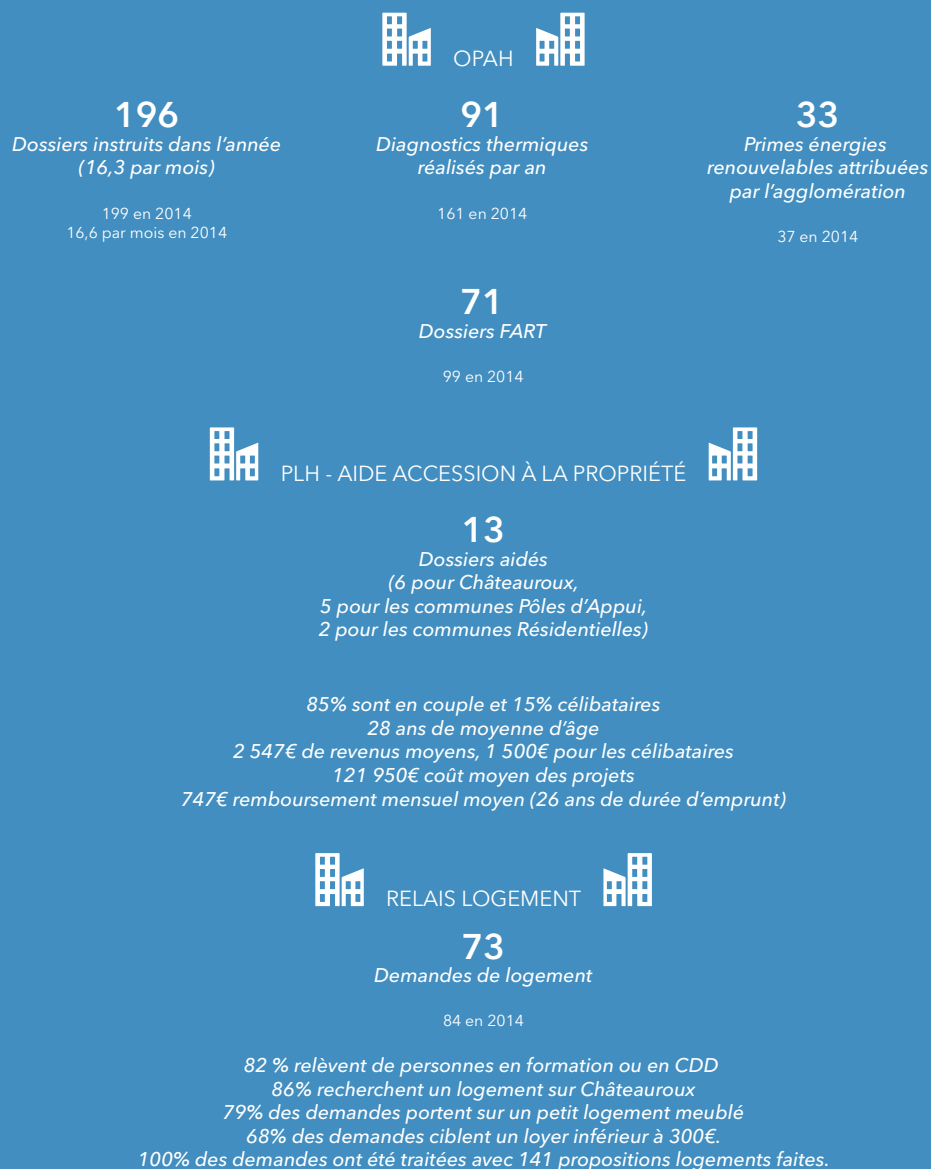 OPAH
196
Dossiers instruits dans l'année
(16,3 par mois)
199 en 2014
16,6 par mois en 2014
91
Diagnostics thermiques
réalisés par an
161 en 2014
33
Primes énergies
renouvelables attribuées
par l'agglomération
37 en 2014
71
Dossiers FART
99 en 2014
PLH - AIDE ACCESSION À LA PROPRIÉTÉ
13
Dossiers aidés
(6 pour Châteauroux,
5 pour les communes Pôles d'Appui,
2 pour les communes Résidentielles)
85% sont en couple et 15% célibataires
28 ans de moyenne d'âge
2 547€ de revenus moyens, 1 500€ pour les célibataires
121 950€ coût moyen des projets
747€ remboursement mensuel moyen (26 ans de durée d'emprunt)
RELAIS LOGEMENT
73
Demandes de logement
84 en 2014
82 % relèvent de personnes en formation ou en CDD
86% recherchent un logement sur Châteauroux
79% des demandes portent sur un petit logement meublé
68% des demandes ciblent un loyer inférieur à 300€.
100% des demandes ont été traitées avec 141 propositions logements faites.